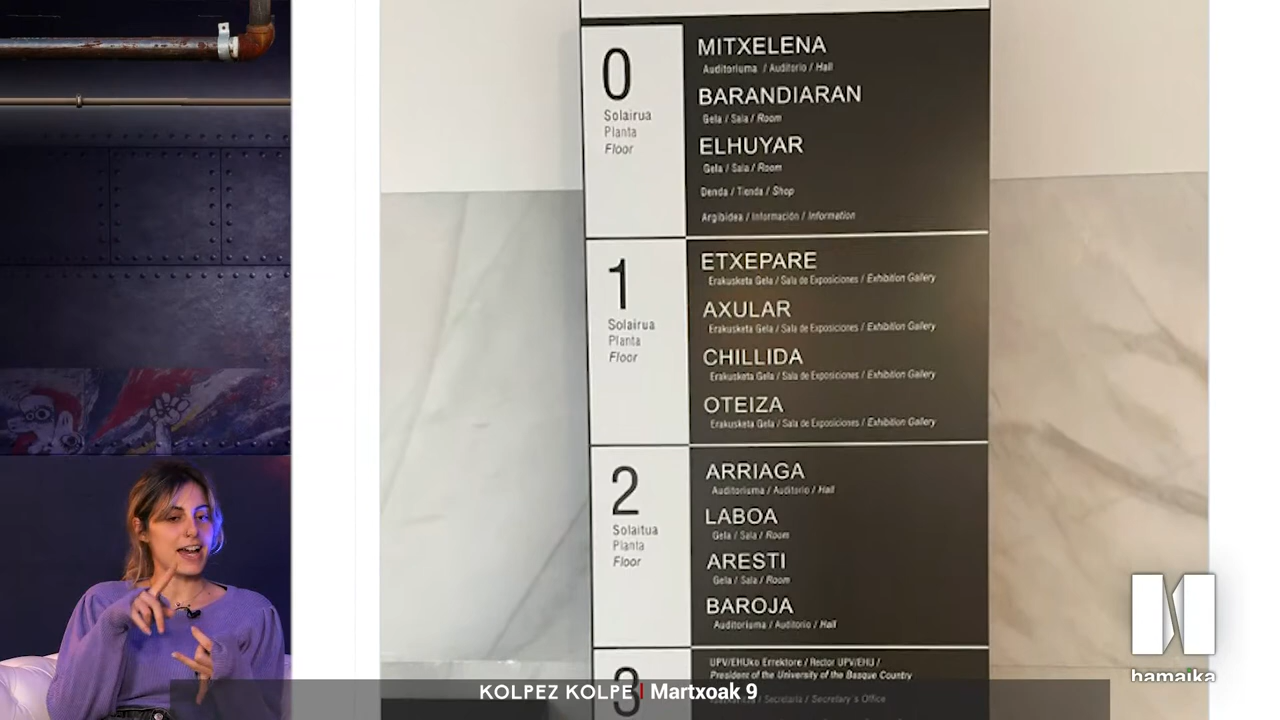 0
Solairua
Planta
Floor
MITXELENA
Auditoriuma / Auditorio / Hall
BARANDIARAN
Gela / Sala / Room
ELHUYAR
Gela / Sala / Room
Denda / Tienda / Shop
Argibidea / Información / Information
1
Solairua
Planta
Floor
ETXEPARE
Erakusketa Gela / Sala de Exposiciones / Exhibition Gallery
AXULAR
Erakusketa Gela / Sala de Exposiciones / Exhibition Gallery
CHILLIDA
Erakusketa Gela / Sala de Exposiciones / Exhibition Gallery
OTEIZA
Erakusketa Gela / Sala de Exposiciones / Exhibition Gallery
2
Solaitua
Planta
Floor
ARRIAGA
Auditoriuma / Auditorio / Hall
LABOA
Gela / Sala / Room
ARESTI
Gela / Sala / Room
BAROJA
Auditoriuma / Auditorio / Hall
3
UPV/EHUko Errektore / Rector UPV/EHU /
President of the University of the Basque Country
/ Secretaría / Secretary's Office
KOLPEZ KOLPE | Martxoak 9
hamaika